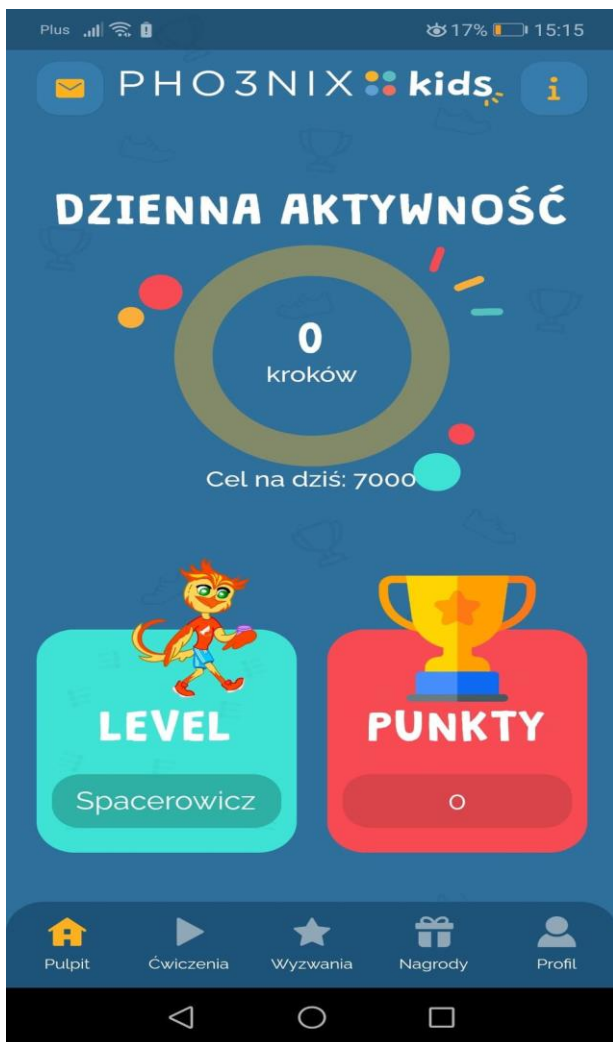 Plus 17% 15:15
PHO3NIX kids i
DZIENNA AKTYWNOŚĆ
0
kroków
Cel na dziś: 7000
LEVEL
Spacerowicz
PUNKTY
0
Pulpit Ćwiczenia Wyzwania Nagrody Profil